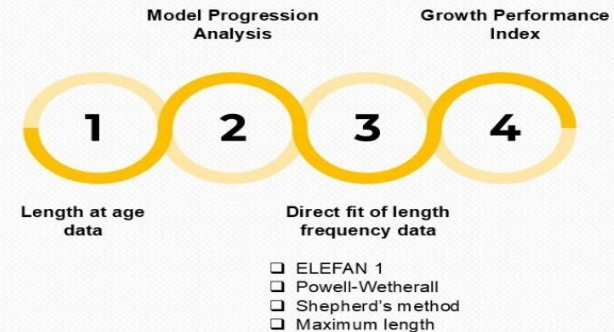 Model Progression
Analysis
Growth Performance
Index
1
2
3
4
Length at age
data
Direct fit of length
frequency data
❑ ELEFAN 1
❑ Powell-Wetherall
❑ Shepherd's method
❑ Maximum length